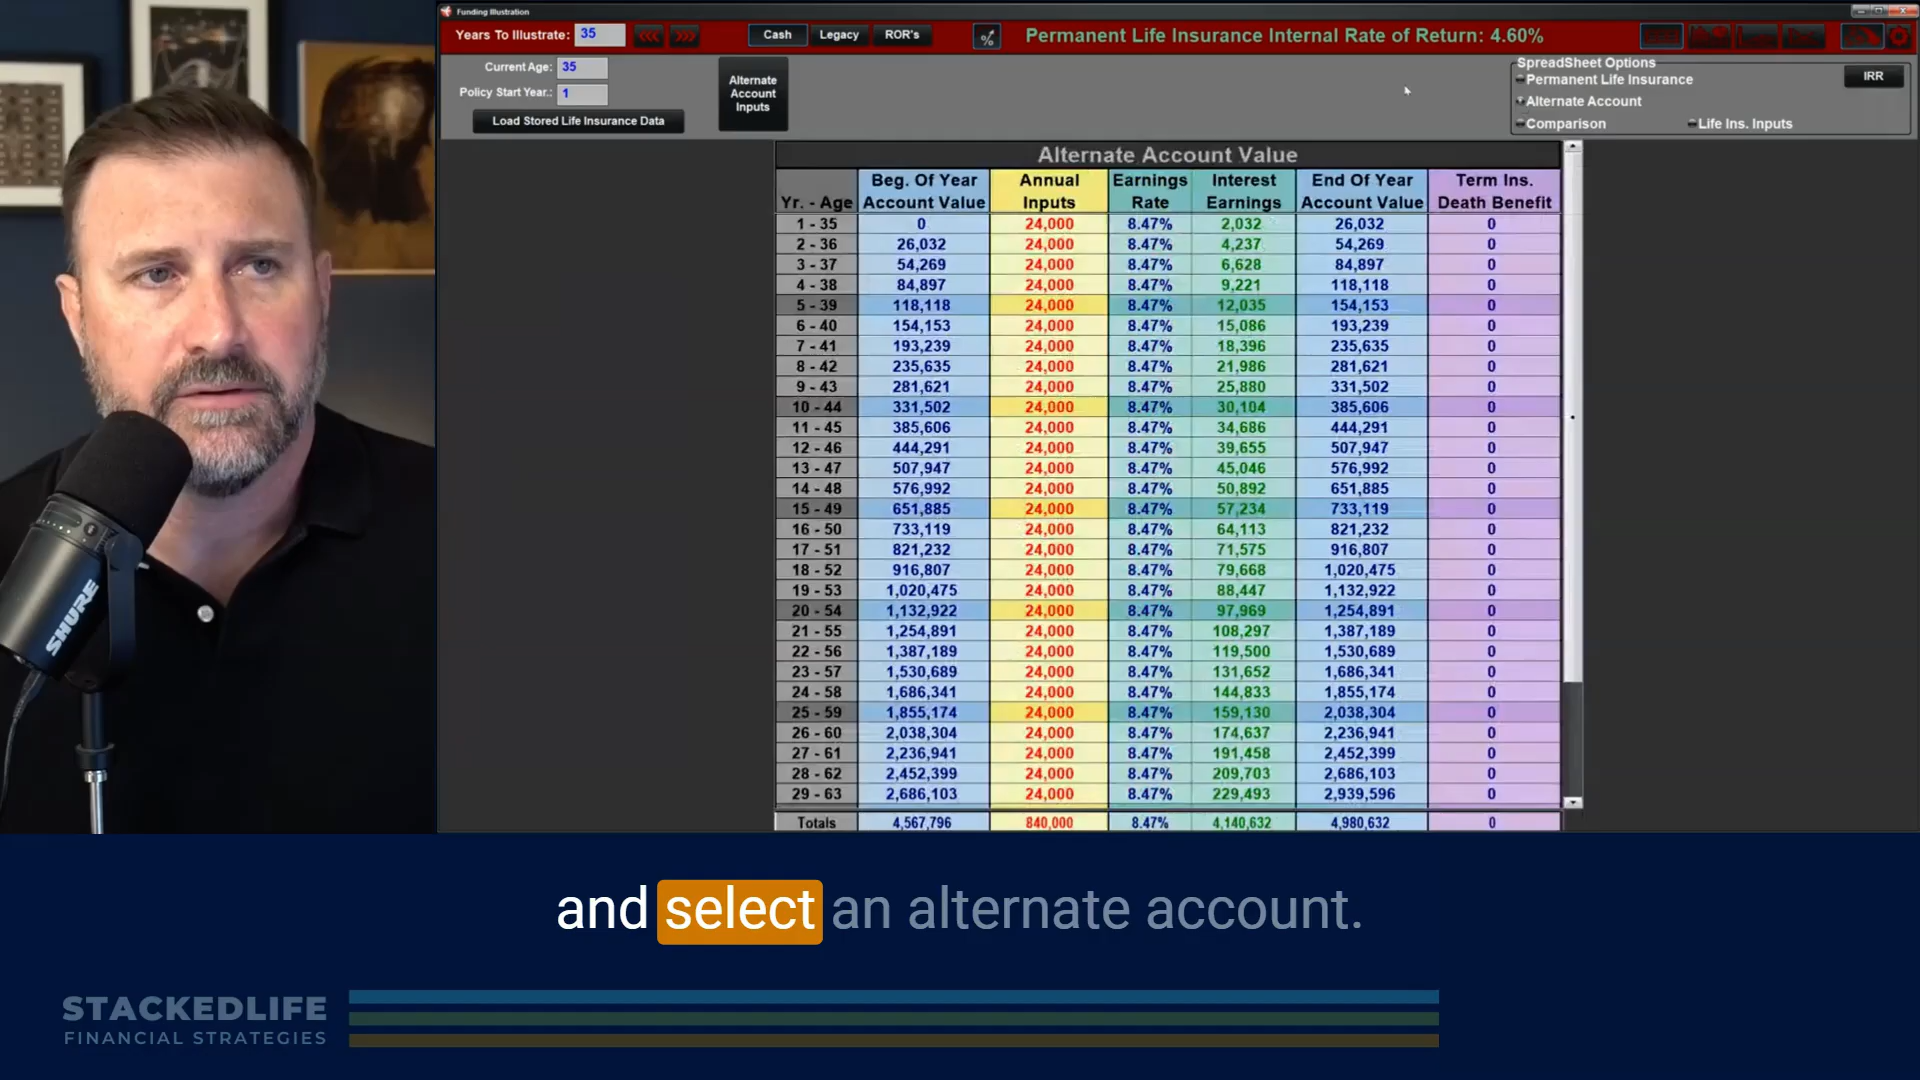 Funding Illustration
Years To Illustrate: 35 <<< >>> Cash Legacy ROR's % Permanent Life Insurance Internal Rate of Return: 4.60%
Current Age: 35
Policy Start Year.: 1
Load Stored Life Insurance Data
Alternate
Account
Inputs
SpreadSheet Options
Permanent Life Insurance
Alternate Account
Comparison Life Ins. Inputs
IRR
Alternate Account Value
Yr. - Age Beg. Of Year Account Value Annual Inputs Earnings Rate Interest Earnings End Of Year Account Value Term Ins. Death Benefit
1 - 35 0 24,000 8.47% 2,032 26,032 0
2 - 36 26,032 24,000 8.47% 4,237 54,269 0
3 - 37 54,269 24,000 8.47% 6,628 84,897 0
4 - 38 84,897 24,000 8.47% 9,221 118,118 0
5 - 39 118,118 24,000 8.47% 12,035 154,153 0
6 - 40 154,153 24,000 8.47% 15,086 193,239 0
7 - 41 193,239 24,000 8.47% 18,396 235,635 0
8 - 42 235,635 24,000 8.47% 21,986 281,621 0
9 - 43 281,621 24,000 8.47% 25,880 331,502 0
10 - 44 331,502 24,000 8.47% 30,104 385,606 0
11 - 45 385,606 24,000 8.47% 34,686 444,291 0
12 - 46 444,291 24,000 8.47% 39,655 507,947 0
13 - 47 507,947 24,000 8.47% 45,046 576,992 0
14 - 48 576,992 24,000 8.47% 50,892 651,885 0
15 - 49 651,885 24,000 8.47% 57,234 733,119 0
16 - 50 733,119 24,000 8.47% 64,113 821,232 0
17 - 51 821,232 24,000 8.47% 71,575 916,807 0
18 - 52 916,807 24,000 8.47% 79,668 1,020,475 0
19 - 53 1,020,475 24,000 8.47% 88,447 1,132,922 0
20 - 54 1,132,922 24,000 8.47% 97,969 1,254,891 0
21 - 55 1,254,891 24,000 8.47% 108,297 1,387,189 0
22 - 56 1,387,189 24,000 8.47% 119,500 1,530,689 0
23 - 57 1,530,689 24,000 8.47% 131,652 1,686,341 0
24 - 58 1,686,341 24,000 8.47% 144,833 1,855,174 0
25 - 59 1,855,174 24,000 8.47% 159,130 2,038,304 0
26 - 60 2,038,304 24,000 8.47% 174,637 2,236,941 0
27 - 61 2,236,941 24,000 8.47% 191,458 2,452,399 0
28 - 62 2,452,399 24,000 8.47% 209,703 2,686,103 0
29 - 63 2,686,103 24,000 8.47% 229,493 2,939,596 0
Totals 4,567,796 840,000 8.47% 4,140,632 4,980,632 0
SHURE
and select an alternate account.
STACKEDLIFE
FINANCIAL STRATEGIES